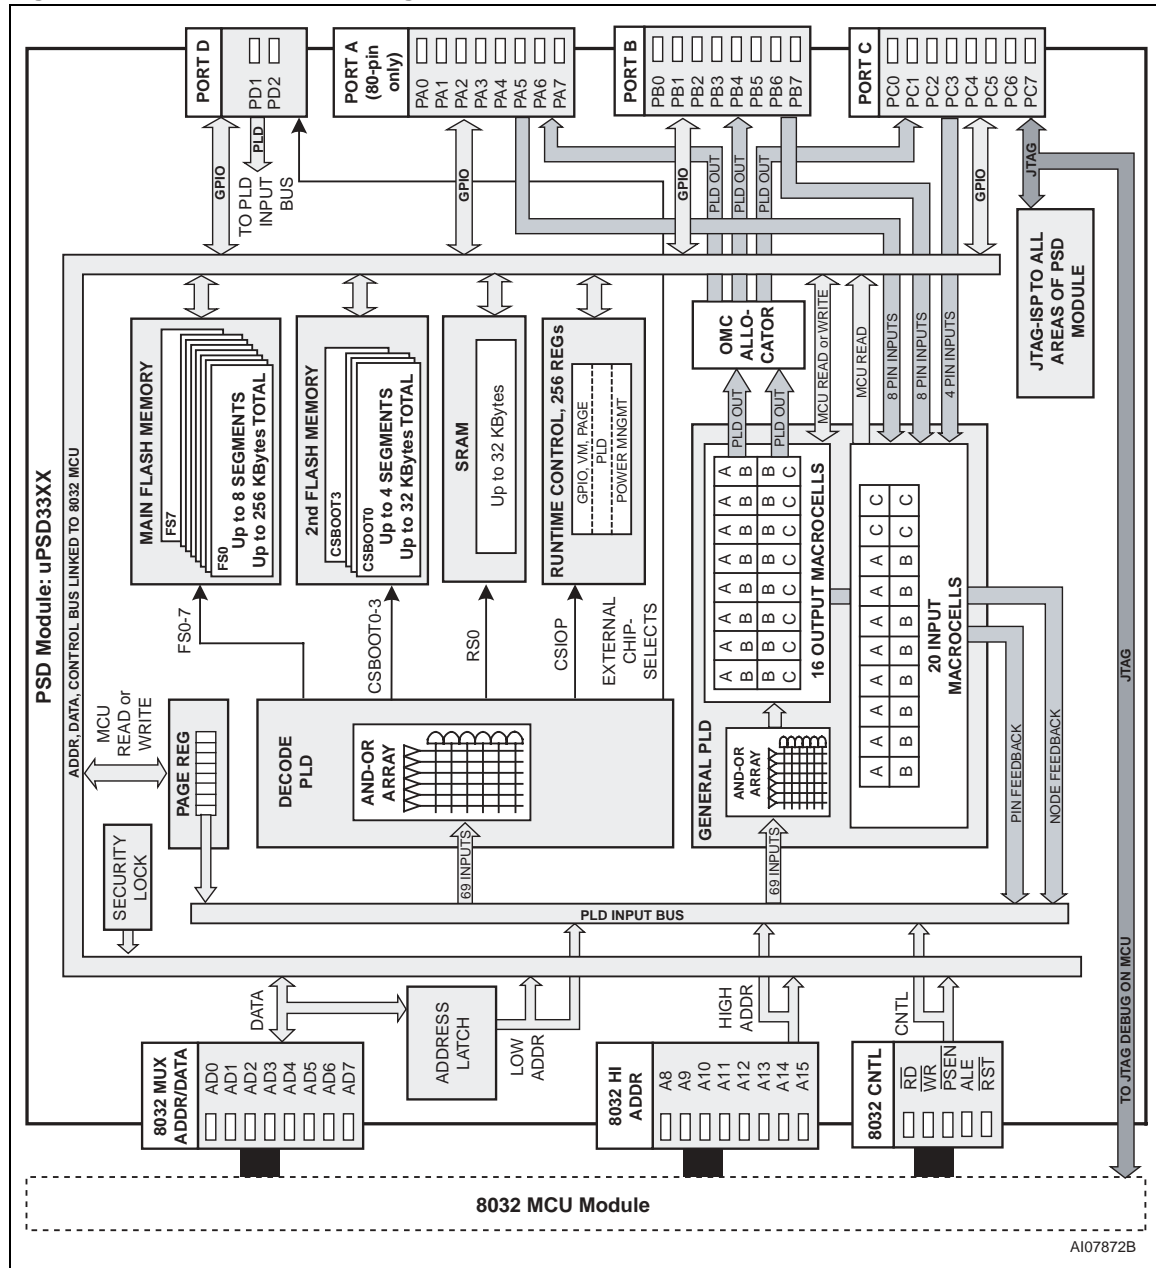 PORT D
PD1
PD2
PORT A
(80-pin
only)
PA0
PA1
PA2
PA3
PA4
PA5
PA6
PA7
PORT B
PB0
PB1
PB2
PB3
PB4
PB5
PB6
PB7
PORT C
PC0
PC1
PC2
PC3
PC4
PC5
PC6
PC7
GPIO
PLD
TO PLD
INPUT
BUS
GPIO
GPIO
PLD OUT
PLD OUT
PLD OUT
GPIO
JTAG
JTAG-ISP TO ALL
AREAS OF PSD
MODULE
PSD Module: uPSD33XX
ADDR, DATA, CONTROL BUS LINKED TO 8032 MCU
MAIN FLASH MEMORY
FS7
FS0
Up to 8 SEGMENTS
Up to 256 KBytes TOTAL
2nd FLASH MEMORY
CSBOOT3
CSBOOT0
Up to 4 SEGMENTS
Up to 32 KBytes TOTAL
SRAM
Up to 32 KBytes
RUNTIME CONTROL, 256 REGs
GPIO, VM, PAGE
PLD
POWER MNGMT
OMC
ALLO-
CATOR
MCU READ or WRITE
MCU READ
8 PIN INPUTS
8 PIN INPUTS
4 PIN INPUTS
PLD OUT
PLD OUT
A A A A A A A A
B B B B B B B B
B B B B B B B B
C C C C C C C C
16 OUTPUT MACROCELLS
A A A A A A A A C C
B B B B B B B B C C
20 INPUT
MACROCELLS
GENERAL PLD
AND-OR
ARRAY
69 INPUTS
FS0-7
CSBOOT0-3
RS0
CSIOP
EXTERNAL
CHIP-
SELECTS
DECODE
PLD
AND-OR
ARRAY
69 INPUTS
MCU
READ or
WRITE
PAGE REG
SECURITY
LOCK
PIN FEEDBACK
NODE FEEDBACK
JTAG
PLD INPUT BUS
DATA
ADDRESS
LATCH
LOW
ADDR
HIGH
ADDR
CNTL
TO JTAG DEBUG ON MCU
8032 MUX
ADDR/DATA
AD0
AD1
AD2
AD3
AD4
AD5
AD6
AD7
8032 HI
ADDR
A8
A9
A10
A11
A12
A13
A14
A15
8032 CNTL
RD
WR
PSEN
ALE
RST
8032 MCU Module
AI07872B